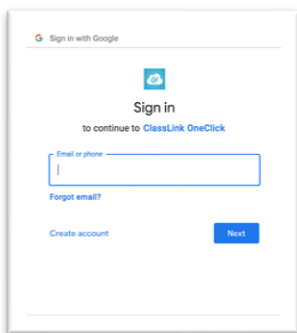 Sign in with Google
Sign in
to continue to ClassLink OneClick
Email or phone
Forgot email?
Create account
Next